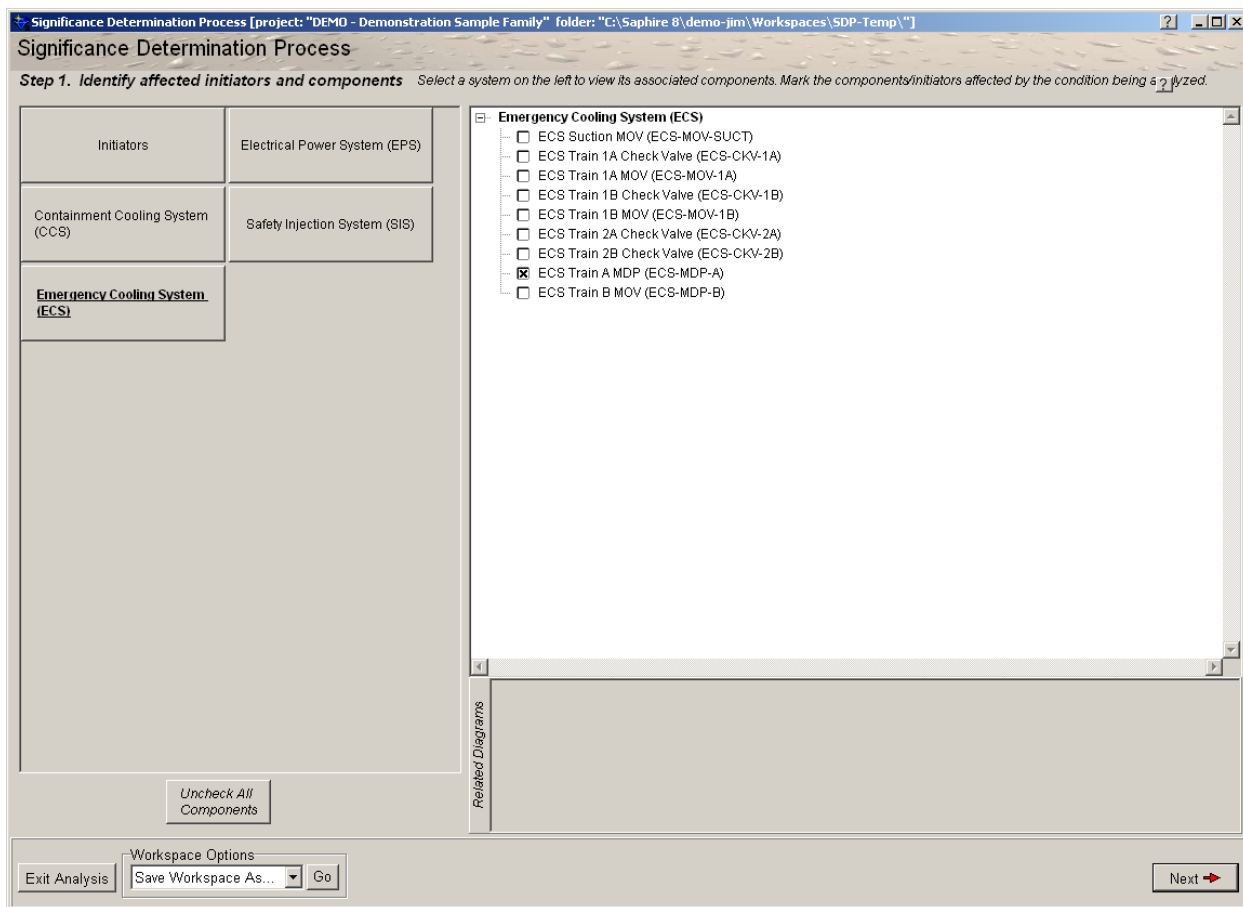 Significance Determination Process [project: "DEMO - Demonstration Sample Family" folder: "C:\Saphire 8\demo-jim\Workspaces\SDP-Temp\"]
Significance Determination Process
Step 1. Identify affected initiators and components Select a system on the left to view its associated components. Mark the components/initiators affected by the condition being
Initiators
Electrical Power System (EPS)
Containment Cooling System
(CCS)
Safety Injection System (SIS)
Emergency Cooling System
(ECS)
Uncheck All
Components
Emergency Cooling System (ECS)
ECS Suction MOV (ECS-MOV-SUCT)
ECS Train 1A Check Valve (ECS-CKV-1A)
ECS Train 1A MOV (ECS-MOV-1A)
ECS Train 1B Check Valve (ECS-CKV-1B)
ECS Train 1B MOV (ECS-MOV-1B)
ECS Train 2A Check Valve (ECS-CKV-2A)
ECS Train 2B Check Valve (ECS-CKV-2B)
ECS Train A MDP (ECS-MDP-A)
ECS Train B MOV (ECS-MDP-B)
Related Diagrams
Exit Analysis
Workspace Options
Save Workspace As...
Go
Next